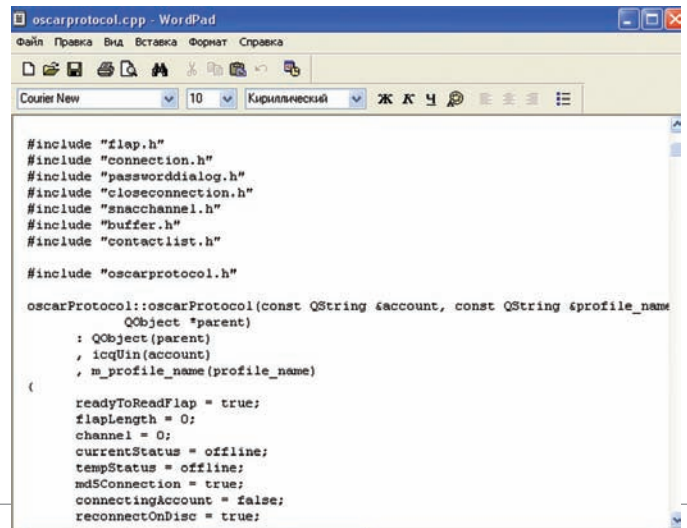 oscarprotocol.cpp - WordPad
Файл Правка Вид Вставка Формат Справка
Courier New 10 Кириллический Ж К Ч
#include "flap.h"
#include "connection.h"
#include "passworddialog.h"
#include "closeconnection.h"
#include "snacchannel.h"
#include "buffer.h"
#include "contactlist.h"
#include "oscarprotocol.h"
oscarProtocol::oscarProtocol(const QString &account, const QString &profile_name
QObject *parent)
: QObject(parent)
, icqUin(account)
, m_profile_name(profile_name)
{
readyToReadFlap = true;
flapLength = 0;
channel = 0;
currentStatus = offline;
tempStatus = offline;
md5Connection = true;
connectingAccount = false;
reconnectOnDisc = true;